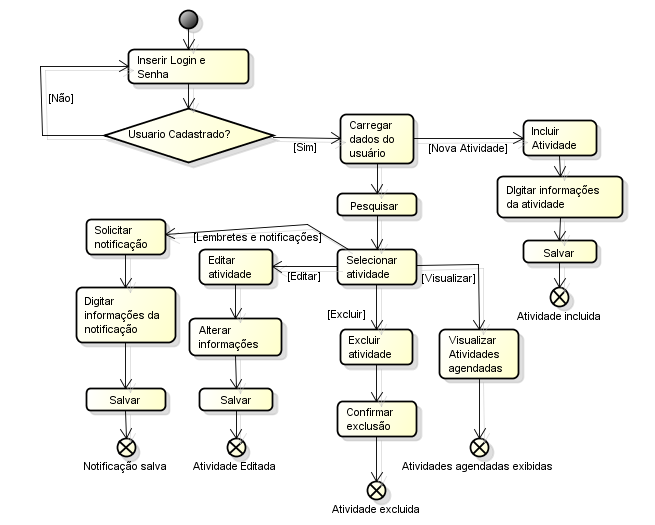 Inserir Login e
Senha
[Não]
Usuario Cadastrado?
[Sim]
Carregar
dados do
usuário
[Nova Atividade]
Incluir
Atividade
DIgitar informações
da atividade
Salvar
Atividade incluida
Pesquisar
Selecionar
atividade
[Lembretes e notificações]
Solicitar
notificação
Digitar
informações da
notificação
Salvar
Notificação salva
[Editar]
Editar
atividade
Alterar
informações
Salvar
Atividade Editada
[Excluir]
Excluir
atividade
Confirmar
exclusão
Atividade excluida
[Visualizar]
Visualizar
Atividades
agendadas
Atividades agendadas exibidas